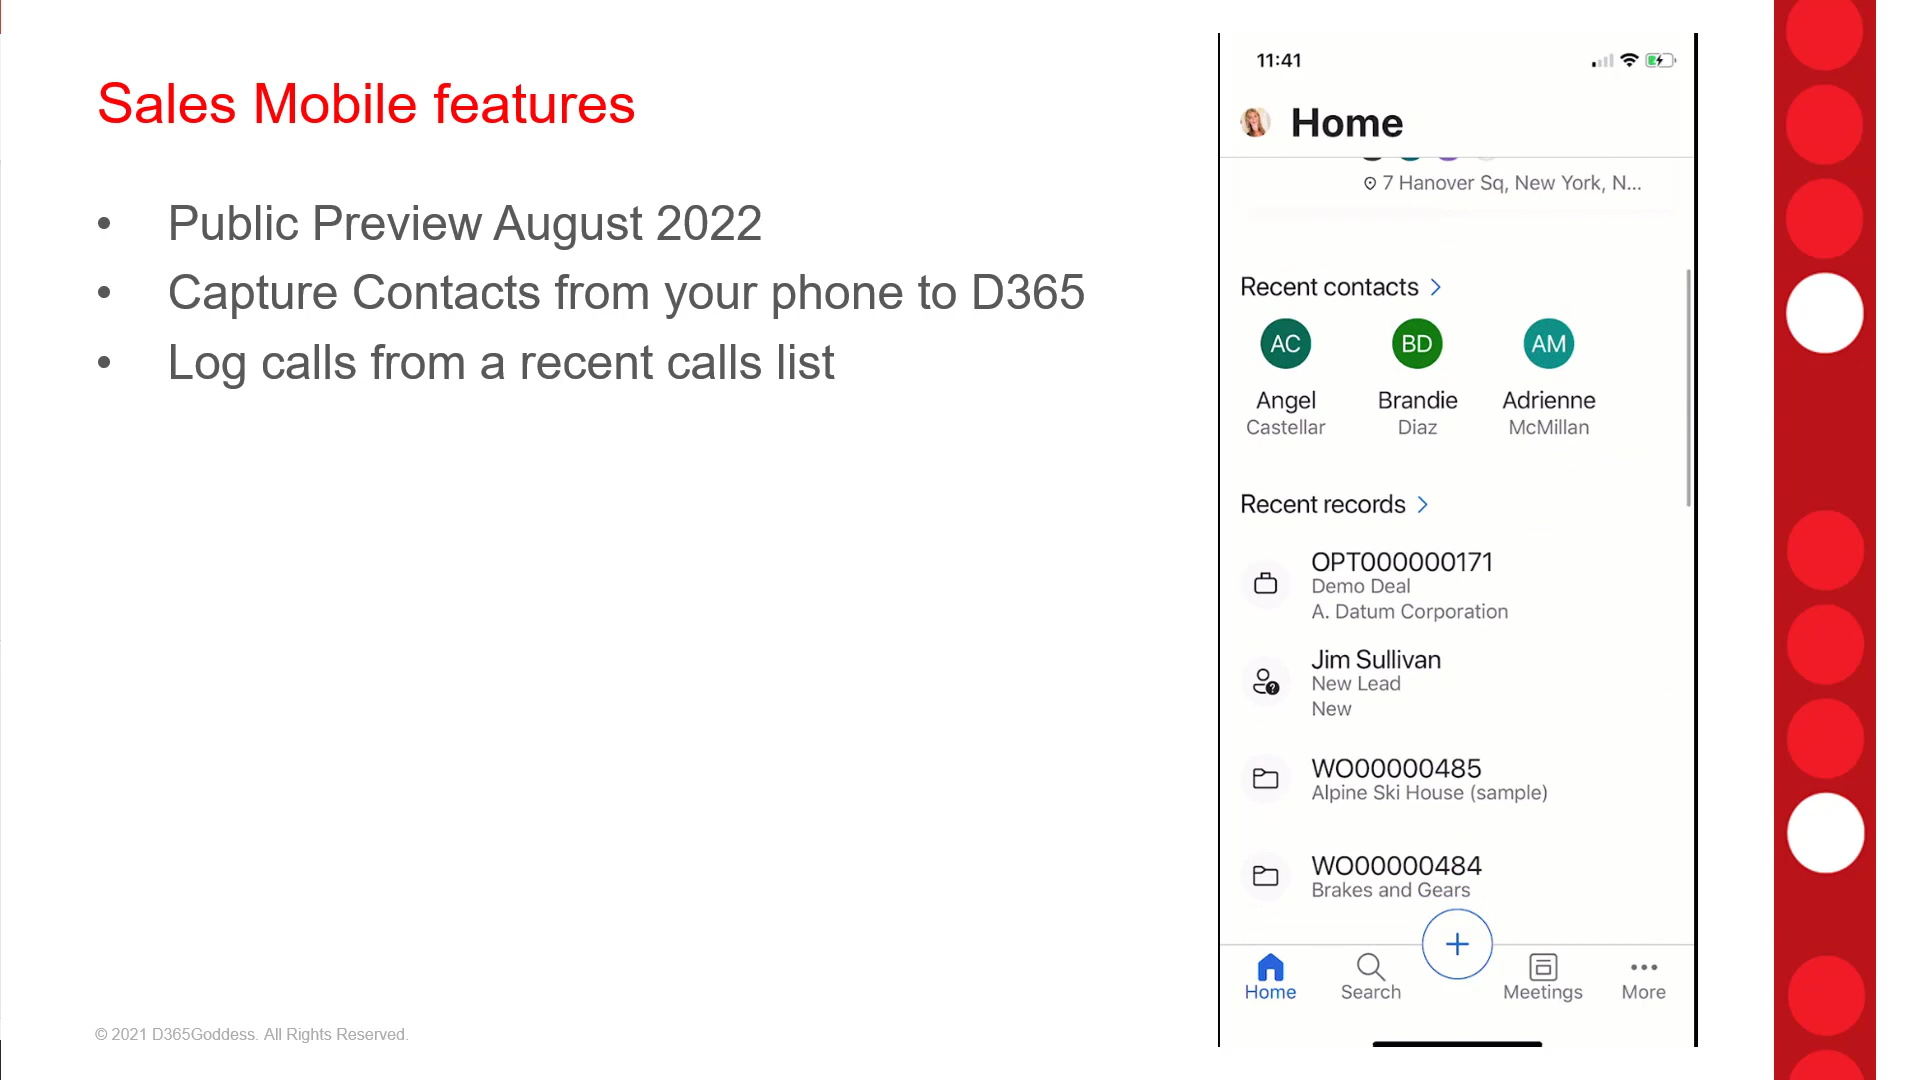 Sales Mobile features
• Public Preview August 2022
• Capture Contacts from your phone to D365
• Log calls from a recent calls list
© 2021 D365Goddess. All Rights Reserved.
11:41
Home
7 Hanover Sq, New York, N...
Recent contacts
AC BD AM
Angel Brandie Adrienne
Castellar Diaz McMillan
Recent records
OPT000000171
Demo Deal
A. Datum Corporation
Jim Sullivan
New Lead
New
WO00000485
Alpine Ski House (sample)
WO00000484
Brakes and Gears
Home Search Meetings More